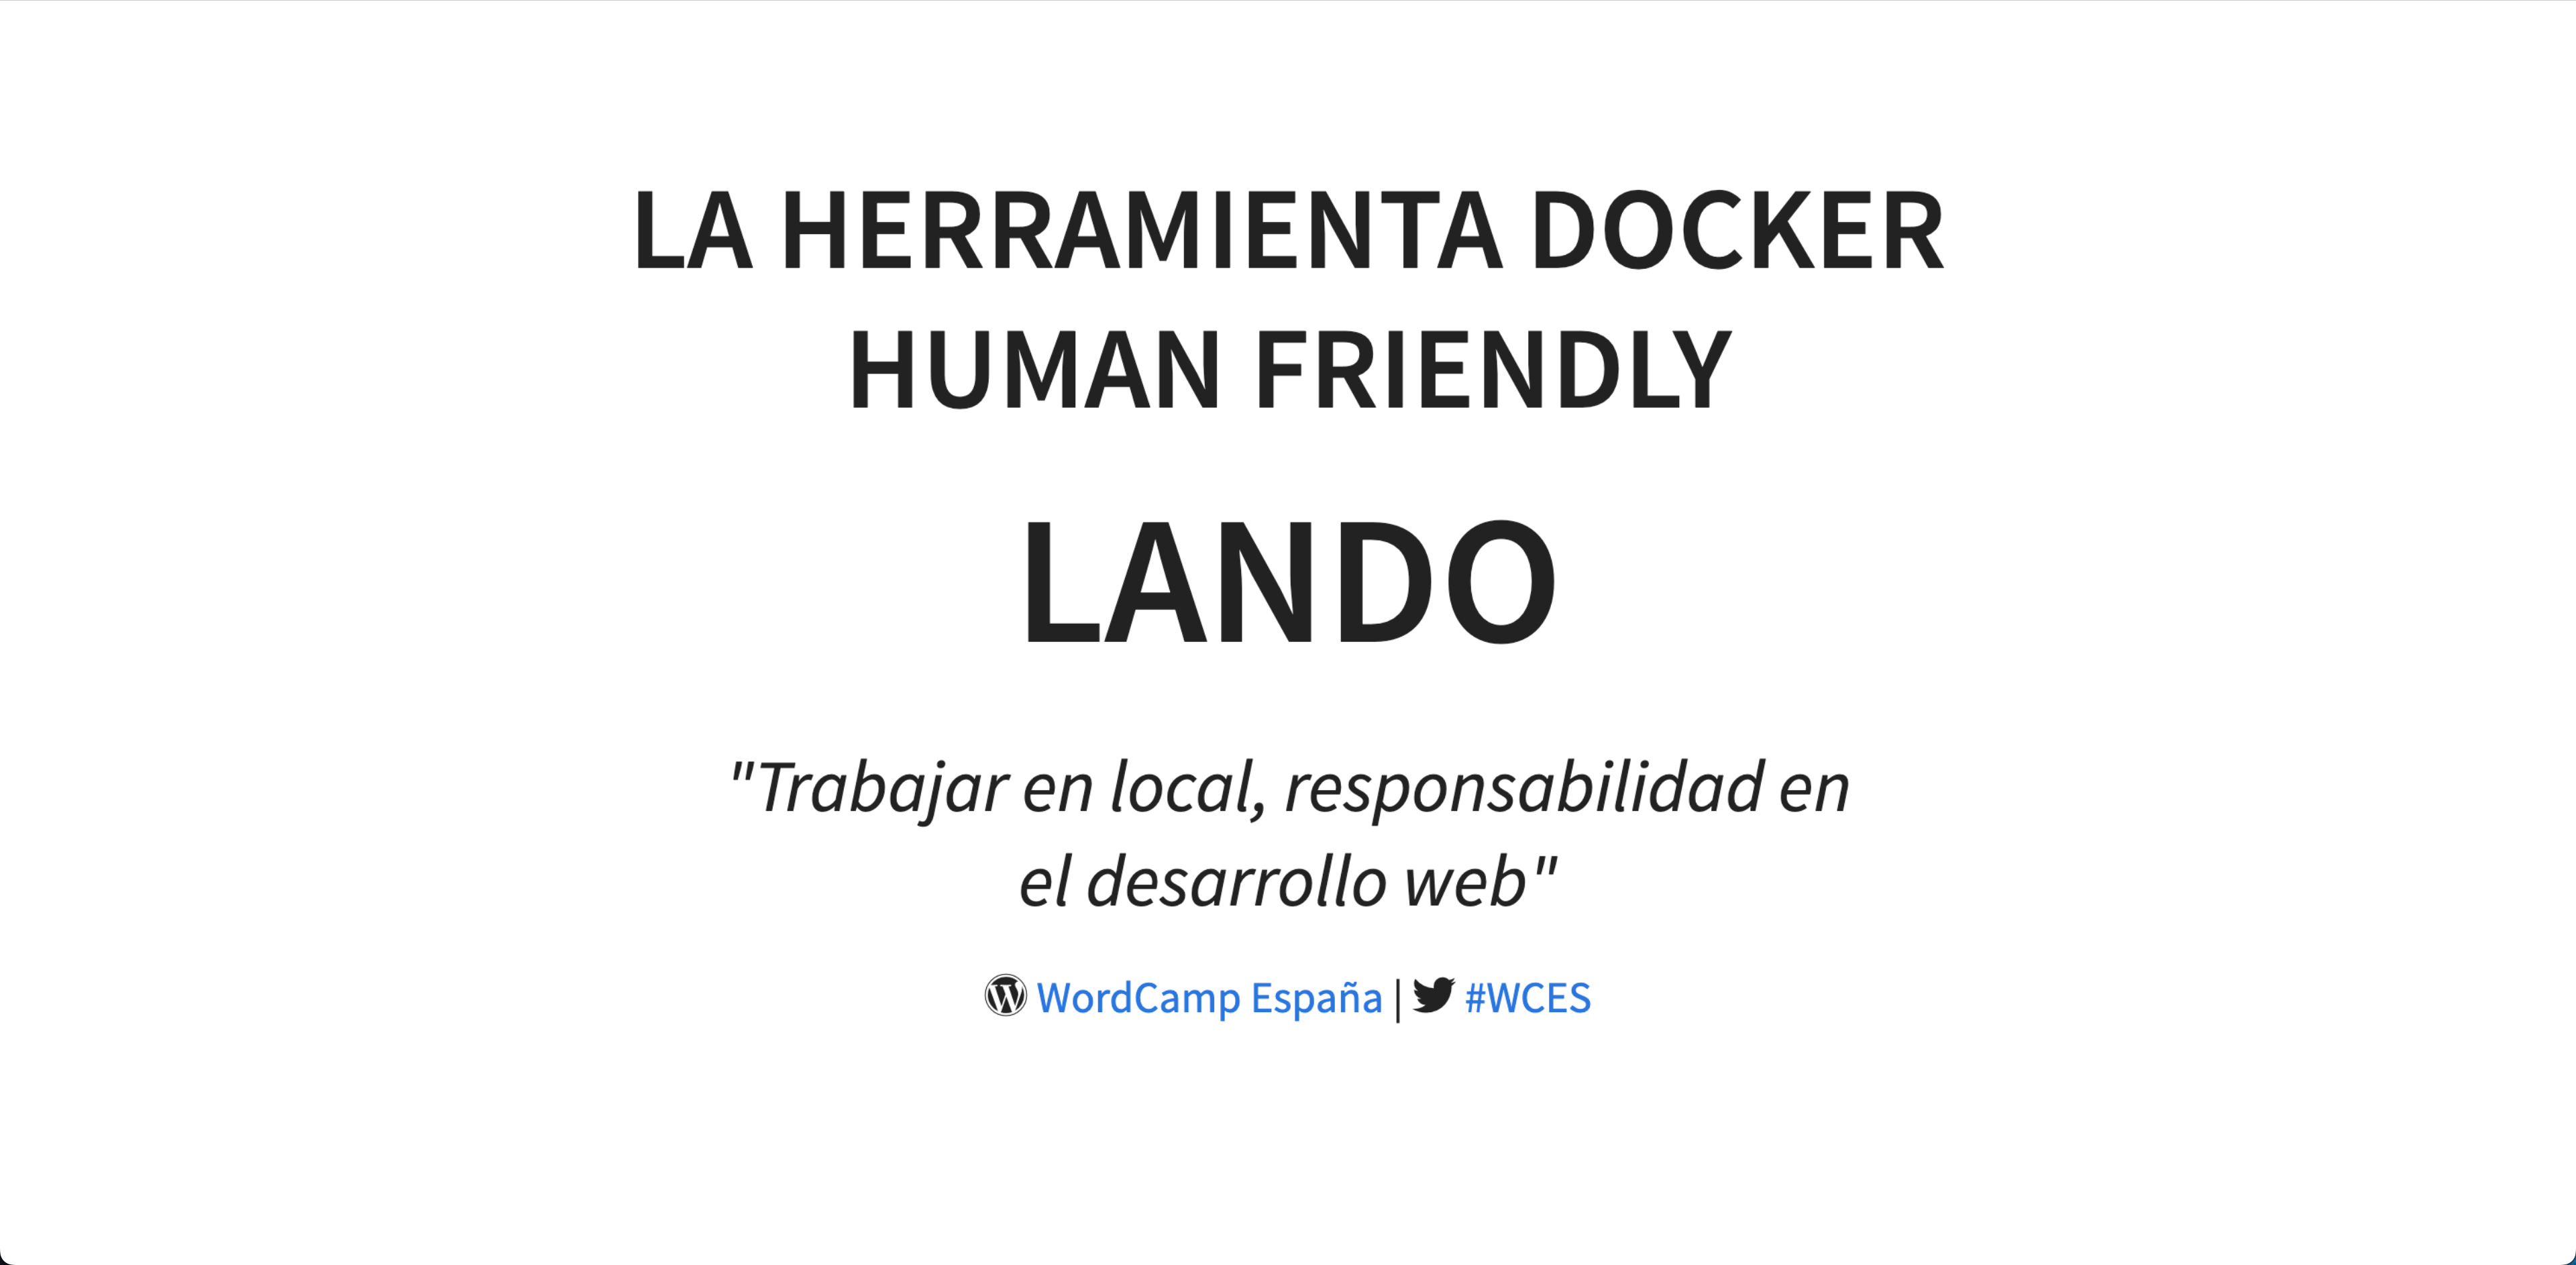 LA HERRAMIENTA DOCKER
HUMAN FRIENDLY
LANDO
"Trabajar en local, responsabilidad en
el desarrollo web"
WordCamp España | #WCES